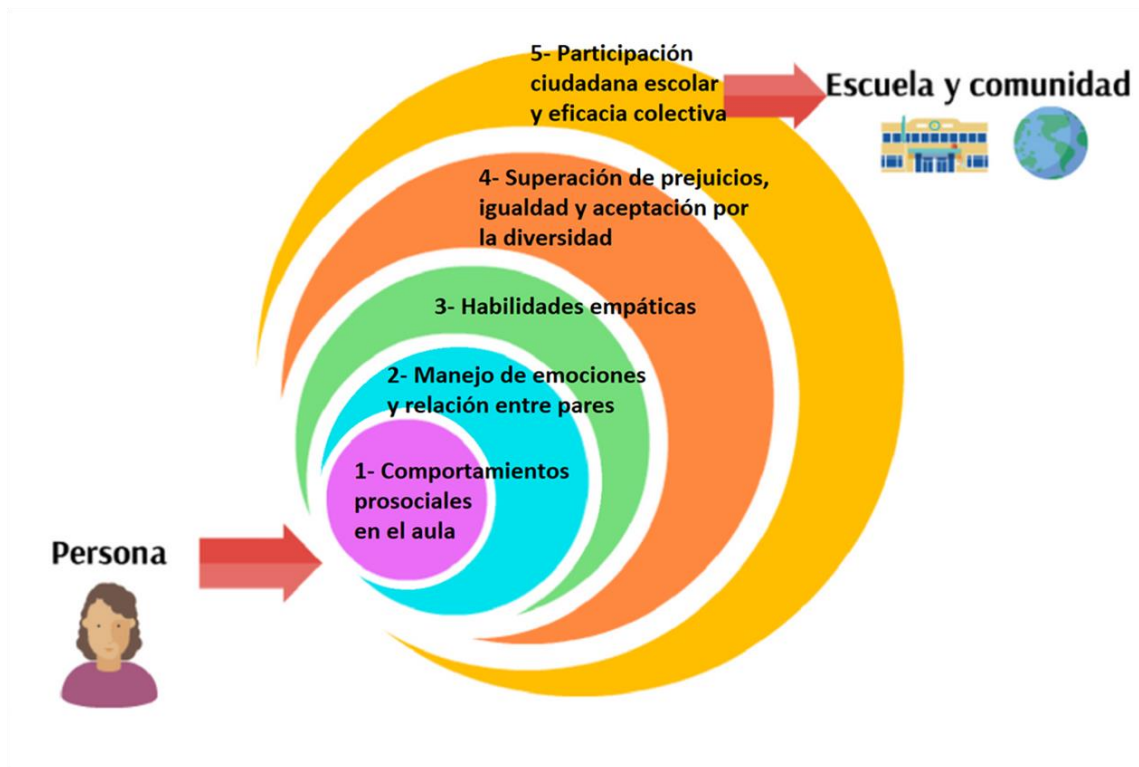 5- Participación
ciudadana escolar
y eficacia colectiva
Escuela y comunidad
4- Superación de prejuicios,
igualdad y aceptación por
la diversidad
3- Habilidades empáticas
2- Manejo de emociones
y relación entre pares
1- Comportamientos
prosociales
en el aula
Persona